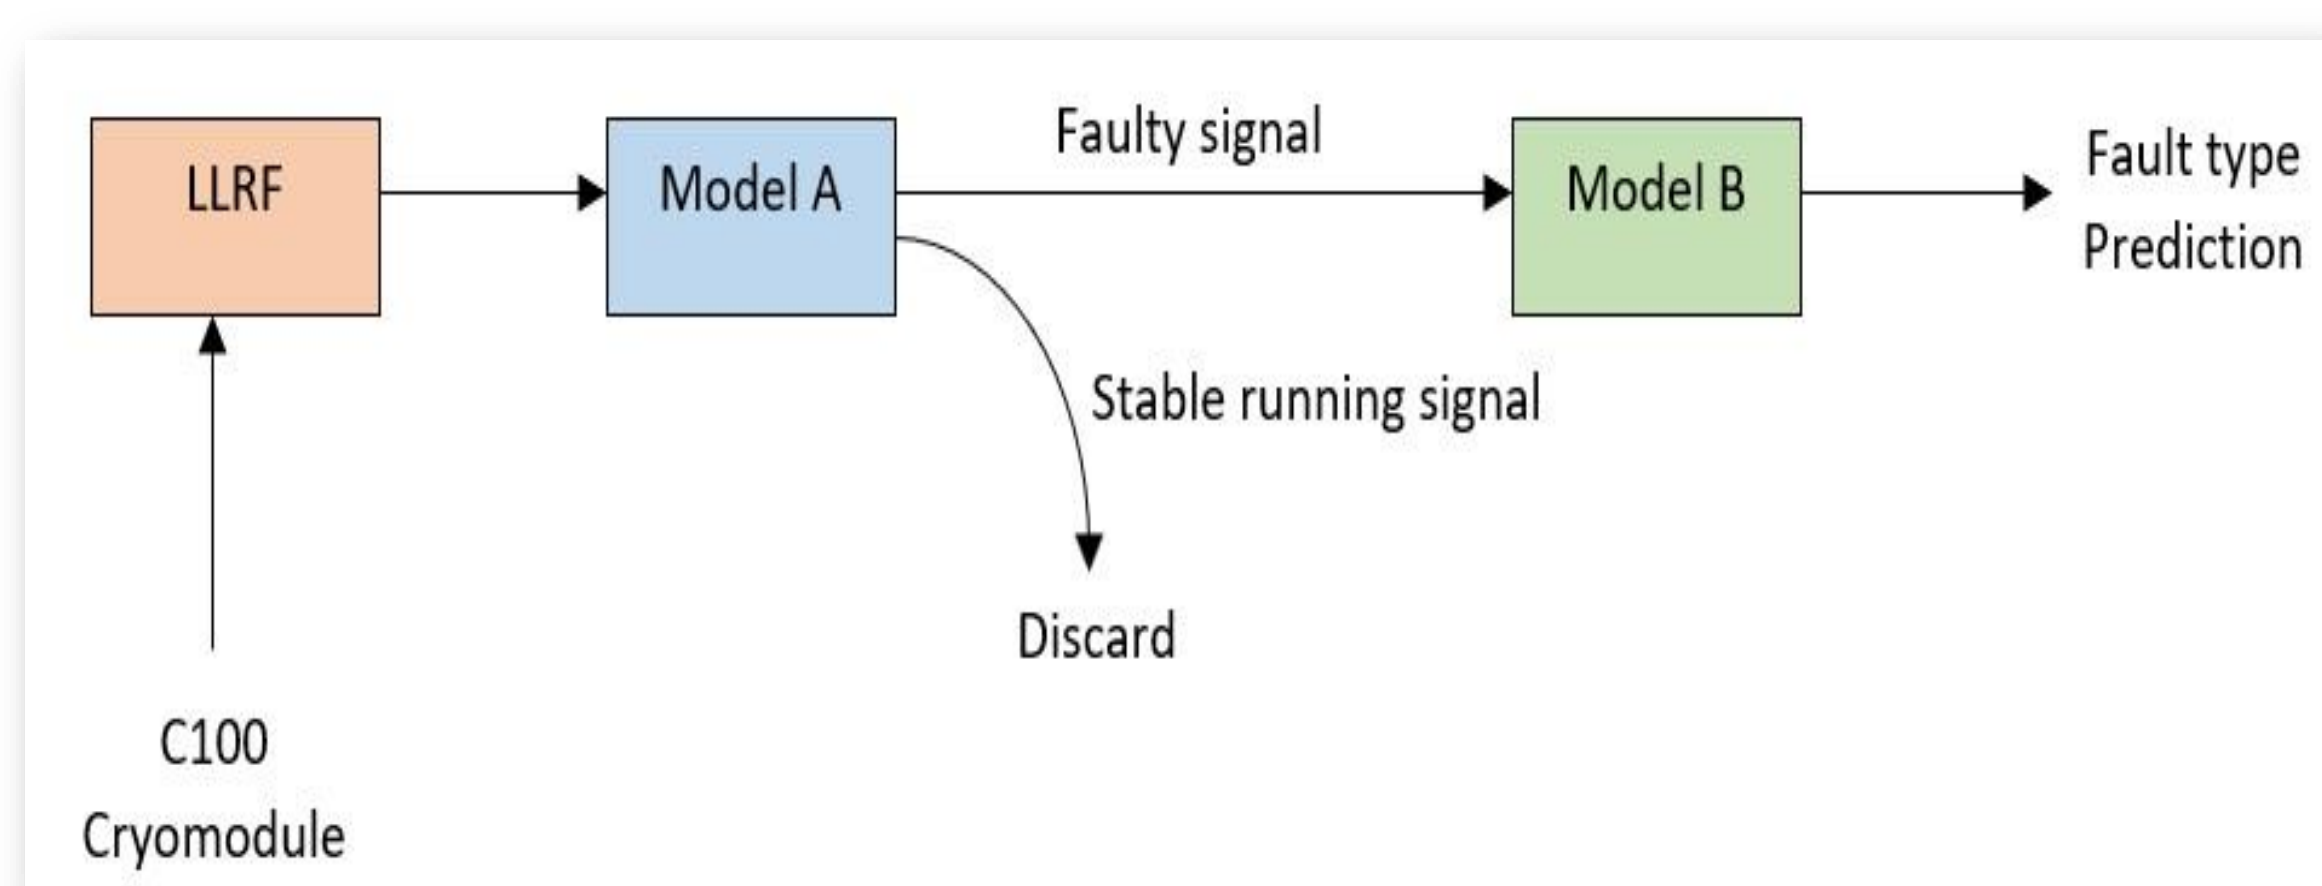 LLRF
Model A
Faulty signal
Model B
Fault type
Prediction
Stable running signal
Discard
C100
Cryomodule